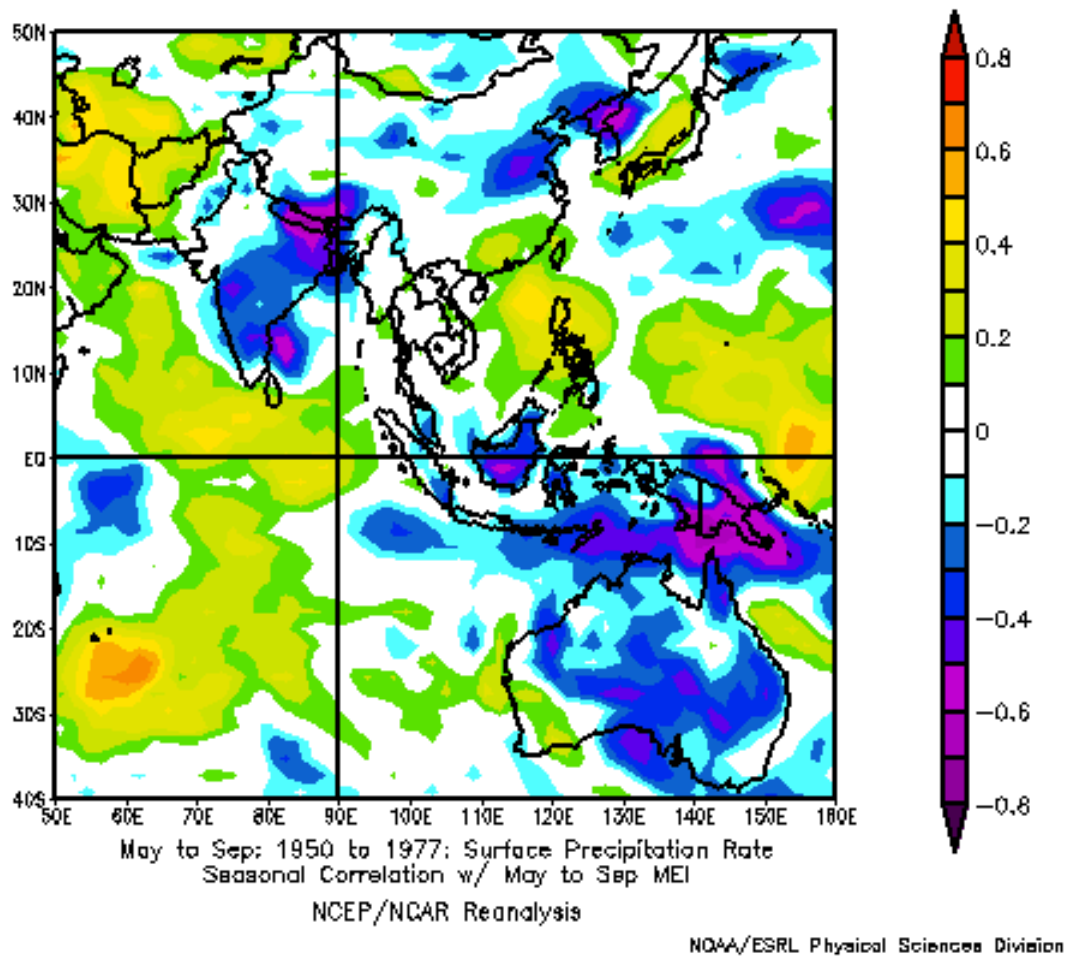 50N
40N
30N
20N
10N
EQ
10S
20S
30S
40S
50E 60E 70E 80E 90E 100E 110E 120E 130E 140E 150E 160E
0.8
0.6
0.4
0.2
0
-0.2
-0.4
-0.6
-0.8
May to Sep: 1950 to 1977: Surface Precipitation Rate
Seasonal Correlation w/ May to Sep MEI
NCEP/NCAR Reanalysis
NOAA/ESRL Physical Sciences Division